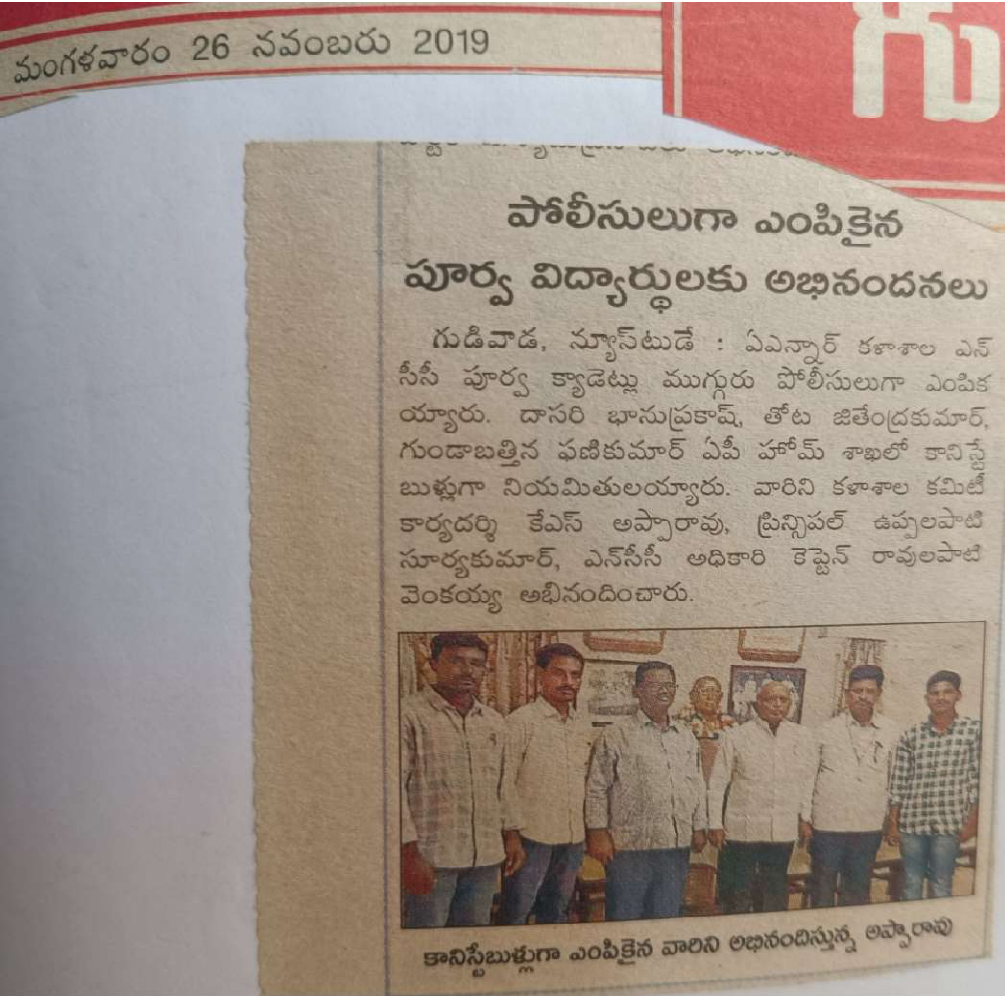 మంగళవారం 26 నవంబరు 2019
గు
పోలీసులుగా ఎంపికైన
పూర్వ విద్యార్థులకు అభినందనలు
గుడివాడ, న్యూస్‌టుడే : ఏఎన్నార్ కళాశాల ఎన్
సీసీ పూర్వ క్యాడెట్లు ముగ్గురు పోలీసులుగా ఎంపిక
య్యారు. దాసరి భానుప్రకాష్, తోట జితేంద్రకుమార్,
గుండాబత్తిన ఫణికుమార్ ఏపీ హోమ్ శాఖలో కానిస్టే
బుళ్లుగా నియమితులయ్యారు. వారిని కళాశాల కమిటీ
కార్యదర్శి కేఎస్ అప్పారావు, ప్రిన్సిపల్ ఉప్పలపాటి
సూర్యకుమార్, ఎన్‌సీసీ అధికారి కెప్టెన్ రావులపాటి
వెంకయ్య అభినందించారు.
కానిస్టేబుళ్లుగా ఎంపికైన వారిని అభినందిస్తున్న అప్పారావు